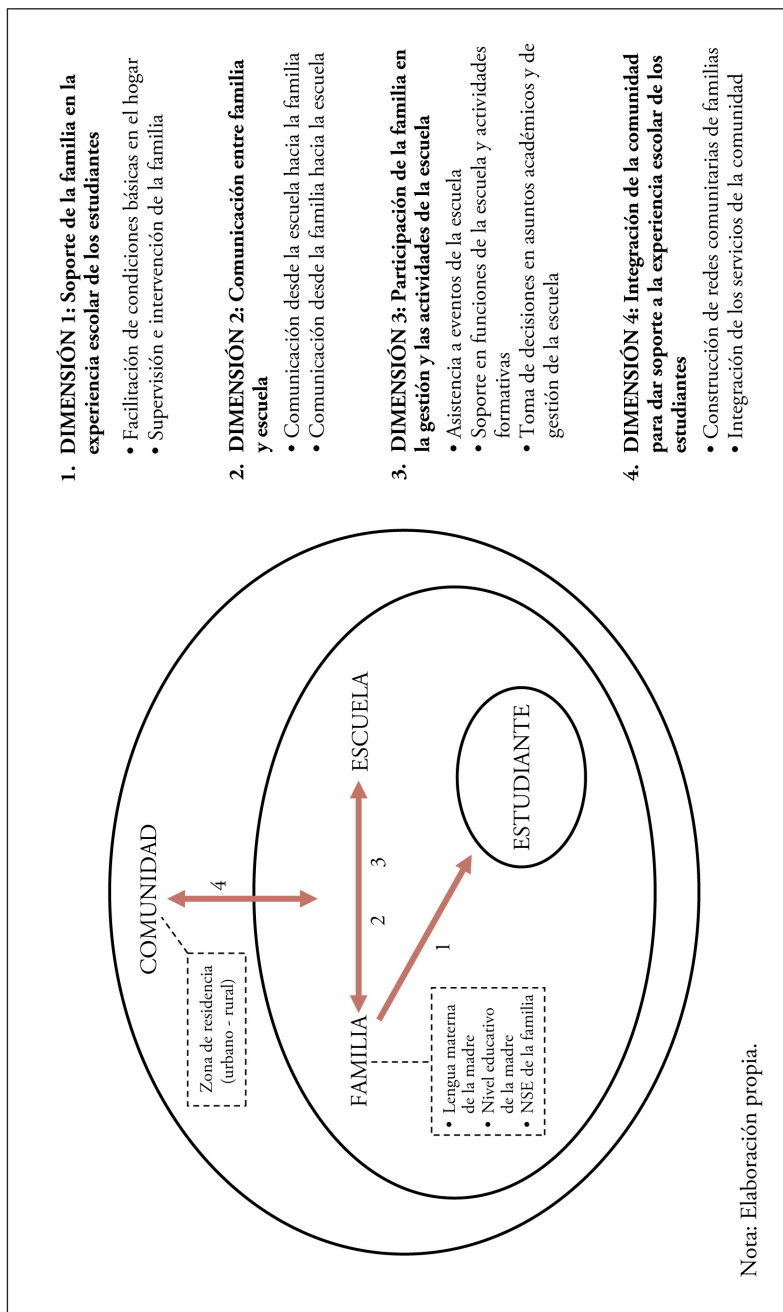 COMUNIDAD
4
Zona de residencia
(urbano - rural)
FAMILIA
2
3
ESCUELA
1
• Lengua materna
de la madre
• Nivel educativo
de la madre
• NSE de la familia
ESTUDIANTE
1. DIMENSIÓN 1: Soporte de la familia en la
experiencia escolar de los estudiantes
• Facilitación de condiciones básicas en el hogar
• Supervisión e intervención de la familia
2. DIMENSIÓN 2: Comunicación entre familia
y escuela
• Comunicación desde la escuela hacia la familia
• Comunicación desde la familia hacia la escuela
3. DIMENSIÓN 3: Participación de la familia en
la gestión y las actividades de la escuela
• Asistencia a eventos de la escuela
• Soporte en funciones de la escuela y actividades
formativas
• Toma de decisiones en asuntos académicos y de
gestión de la escuela
4. DIMENSIÓN 4: Integración de la comunidad
para dar soporte a la experiencia escolar de los
estudiantes
• Construcción de redes comunitarias de familias
• Integración de los servicios de la comunidad
Nota: Elaboración propia.